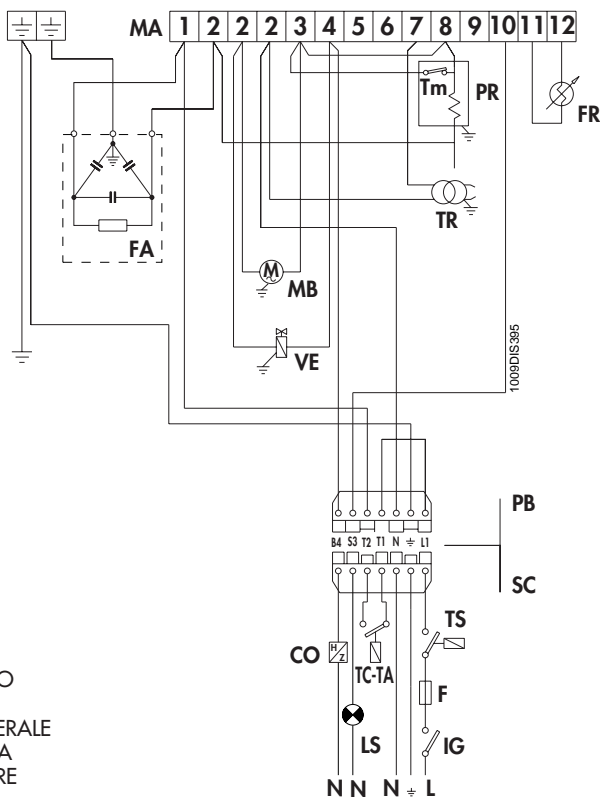 MA 1 2 2 2 3 4 5 6 7 8 9 10 11 12
Tm
PR
FR
TR
FA
M
MB
VE
1009DIS395
PB
B4 S3 T2 T1 N L1
SC
TS
CO
H
Z
TC-TA
F
LS
IG
O
ERALE
A
RE
N N N L